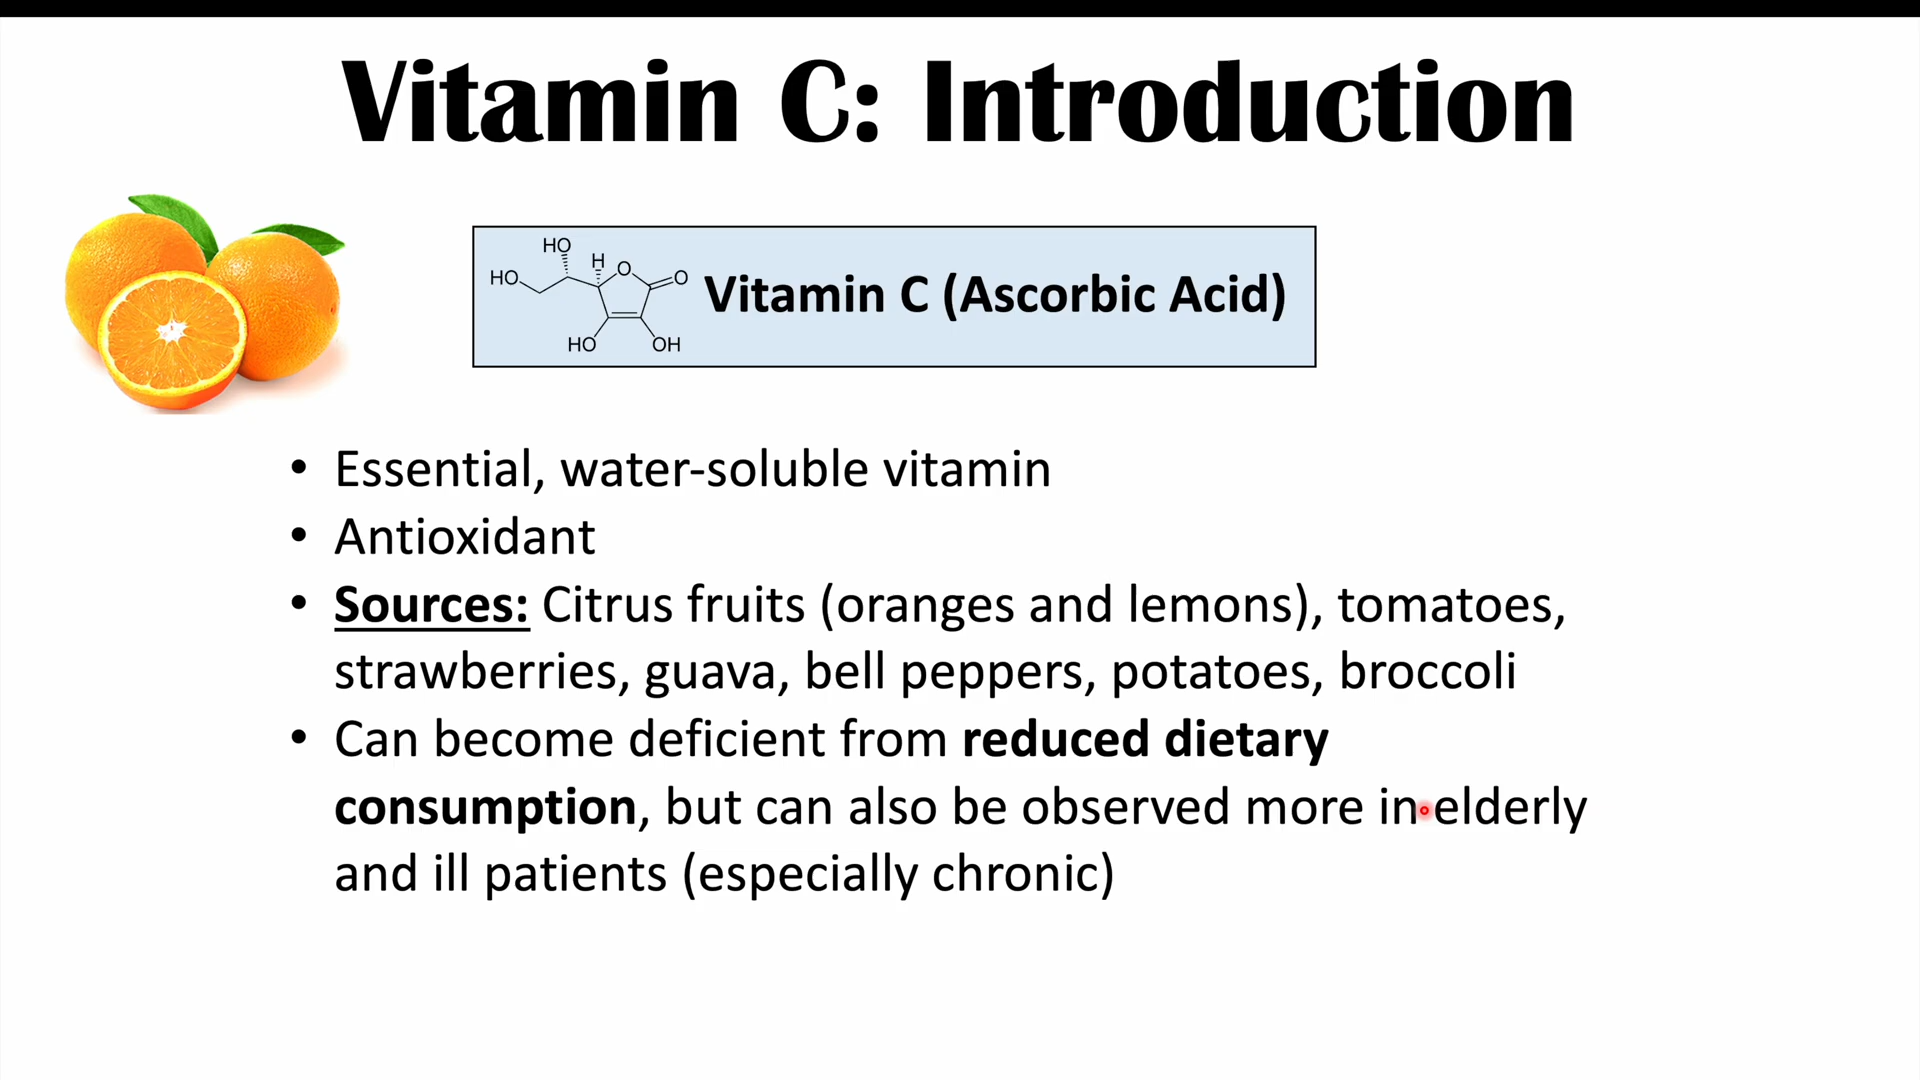 Vitamin C: Introduction
HO
HO
H
O
O
HO
OH
Vitamin C (Ascorbic Acid)
• Essential, water-soluble vitamin
• Antioxidant
• Sources: Citrus fruits (oranges and lemons), tomatoes,
strawberries, guava, bell peppers, potatoes, broccoli
• Can become deficient from reduced dietary
consumption, but can also be observed more in elderly
and ill patients (especially chronic)